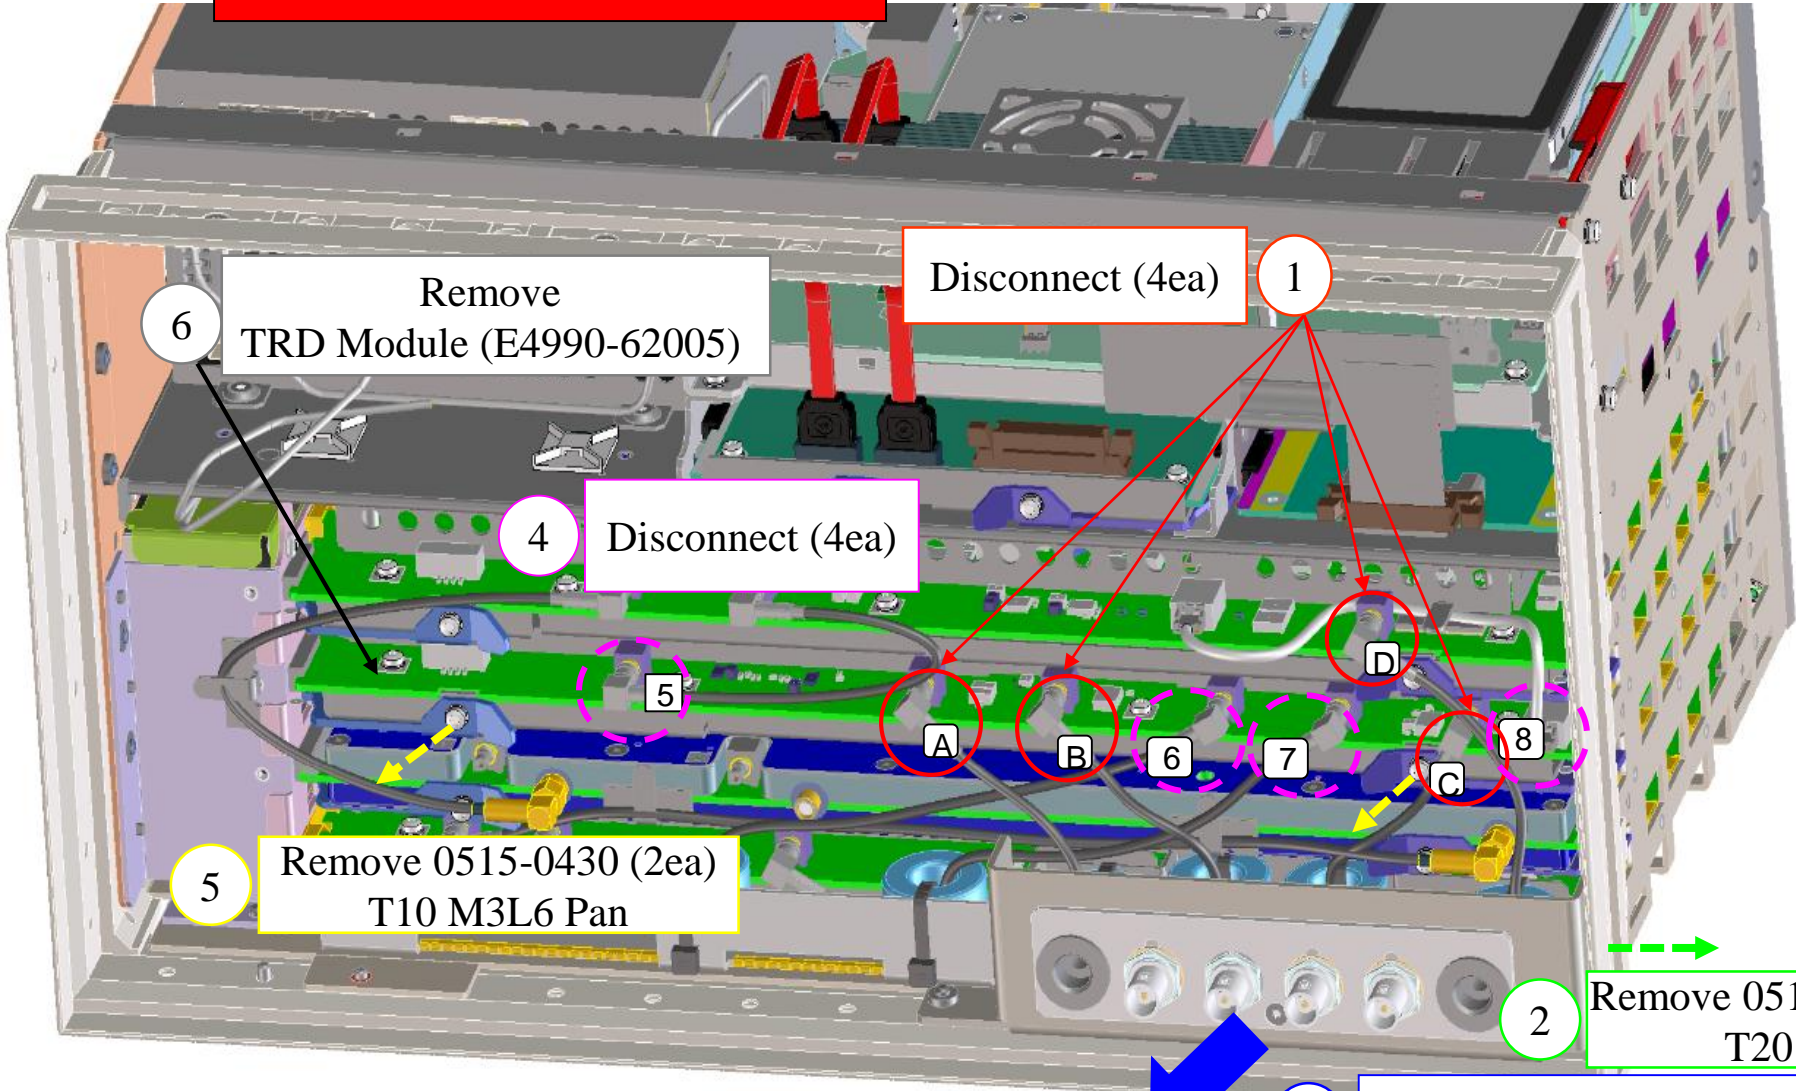 Disconnect (4ea)
1
6
Remove
TRD Module (E4990-62005)
4
Disconnect (4ea)
D
5
A
B
6
7
C
8
5
Remove 0515-0430 (2ea)
T10 M3L6 Pan
2
Remove
T20